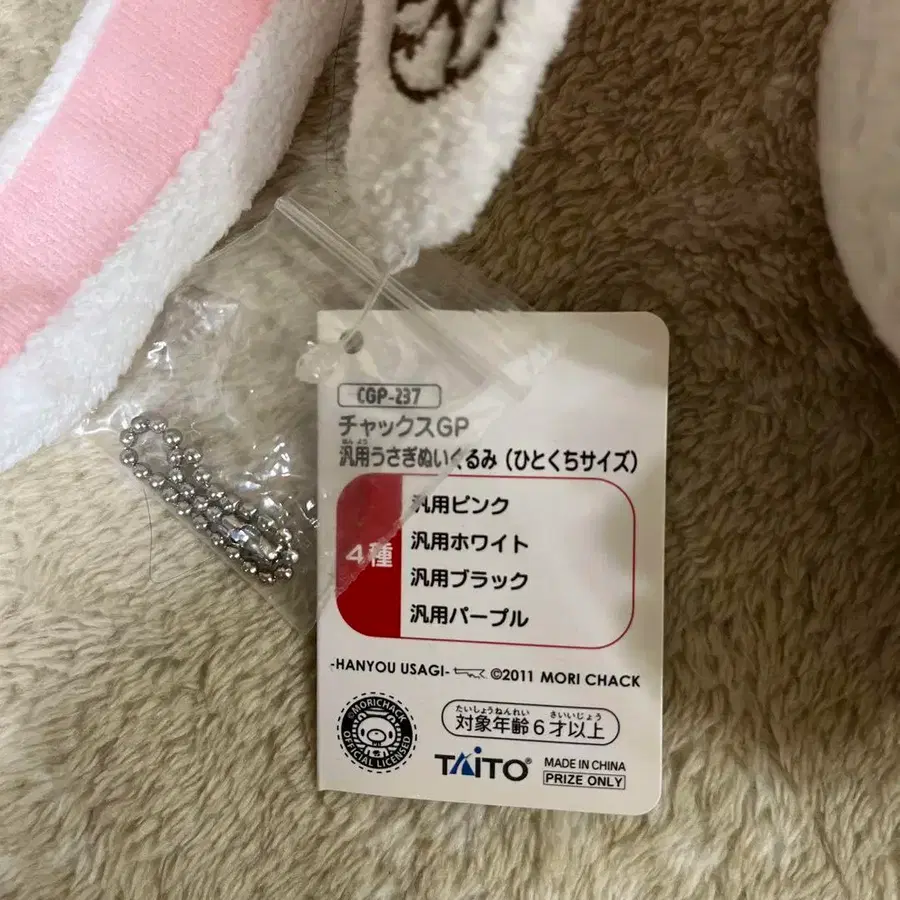 CGP-237
チャックスGP
はんよう
汎用うさぎぬいぐるみ（ひとくちサイズ）
4種
汎用ピンク
汎用ホワイト
汎用ブラック
汎用パープル
-HANYOU USAGI- ©2011 MORI CHACK
©MORICHACK
OFFICIAL LICENSED
たいしょうねんれい さいいじょう
対象年齢6才以上
TAITO®
MADE IN CHINA
PRIZE ONLY